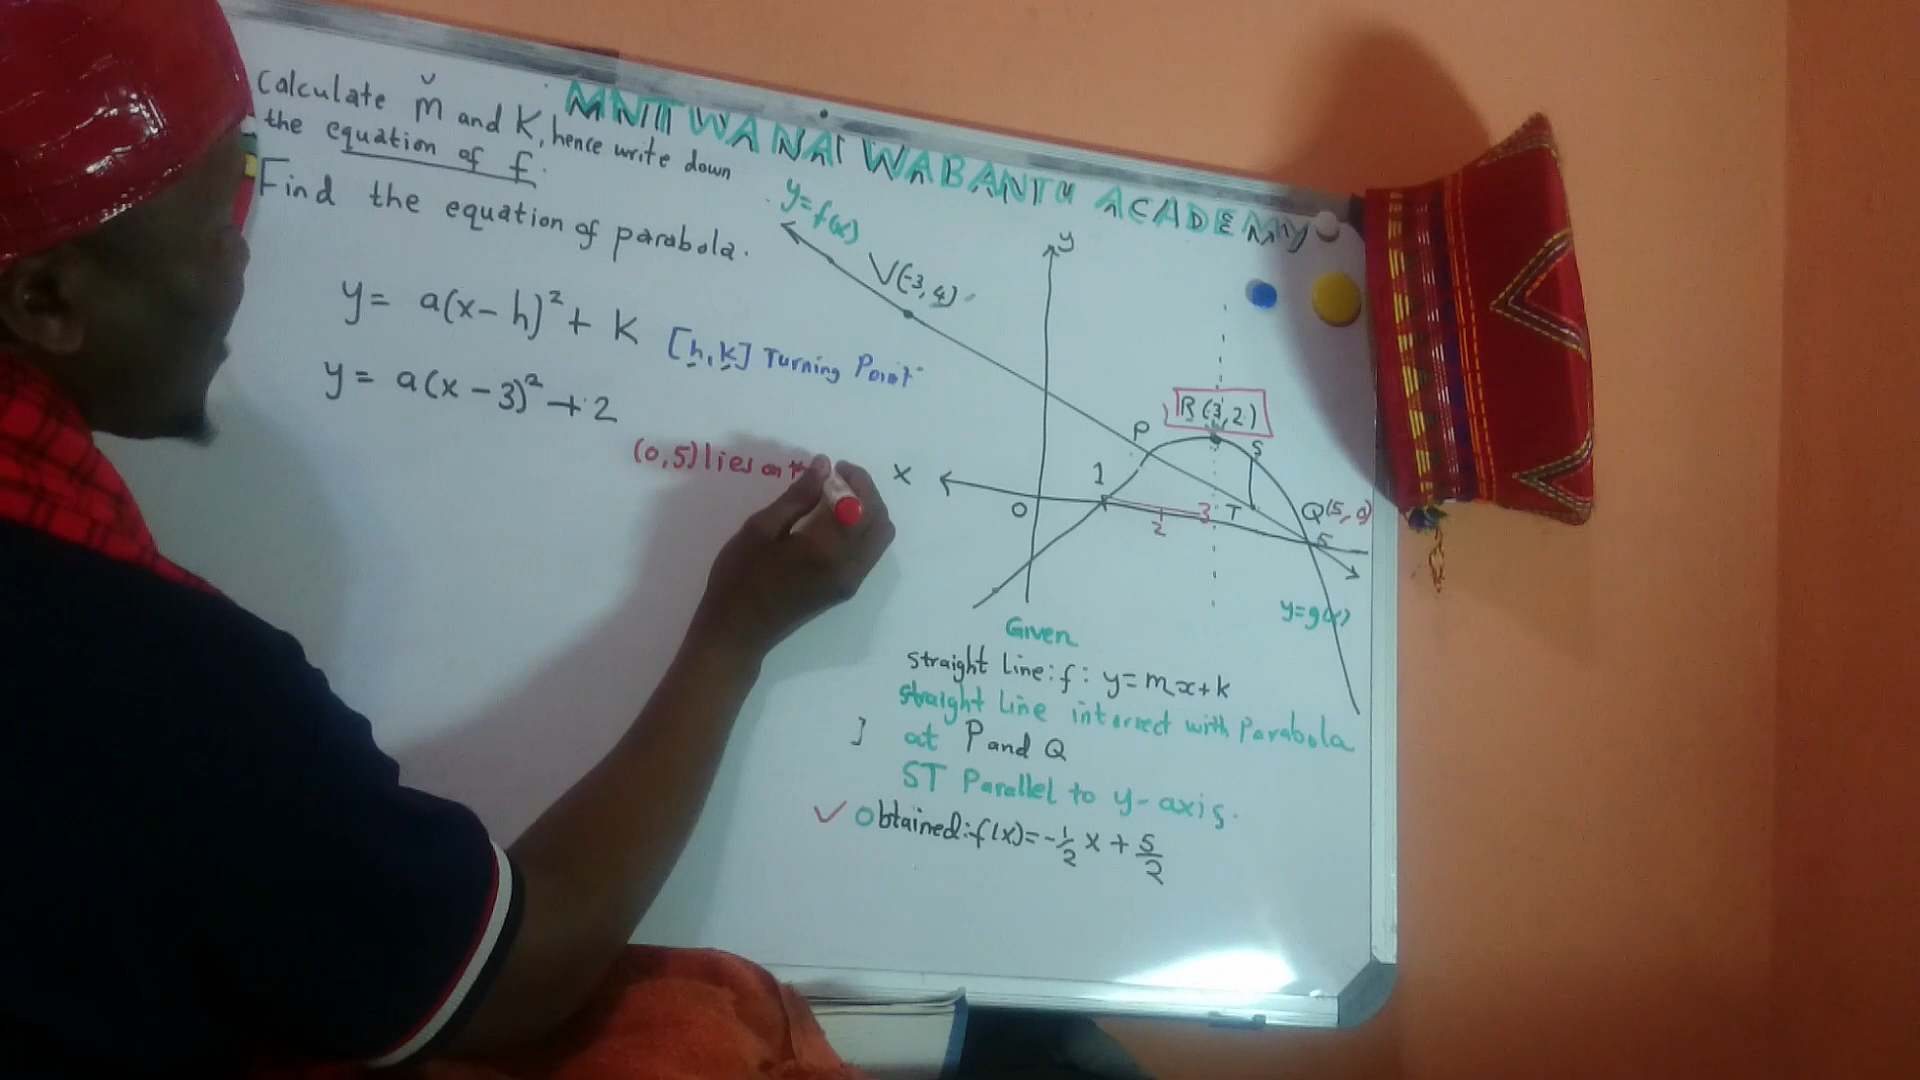 MNTWANA WABANTU ACADEMY
Calculate m and K, hence write down
the equation of f.
Find the equation of parabola.
y = a(x-h)² + K
[h, k] Turning Point
y = a(x - 3)² + 2
(0,5) lies on
y=f(x)
V(-3, 4)
y
R(3,2)
P
S
x
1
O
2
3
T
Q(5, 0)
5
y=g(x)
Given
Straight Line: f: y=mx+k
Straight Line intersect with Parabola
at P and Q
ST Parallel to y-axis.
✓ Obtained: f(x)= -1/2 x + 5/2